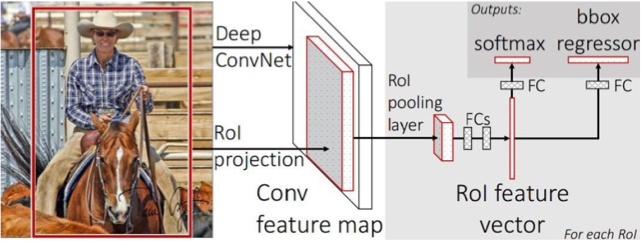 Outputs:
bbox
softmax regressor
Deep
ConvNet
FC
FC
RoI
pooling
layer
FCs
RoI
projection
Conv
feature map
RoI feature
vector
For each RoI